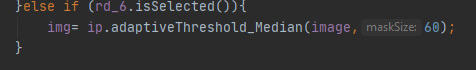 }else if (rd_6.isSelected()){
img= ip.adaptiveThreshold_Median(image, maskSize: 60);
}